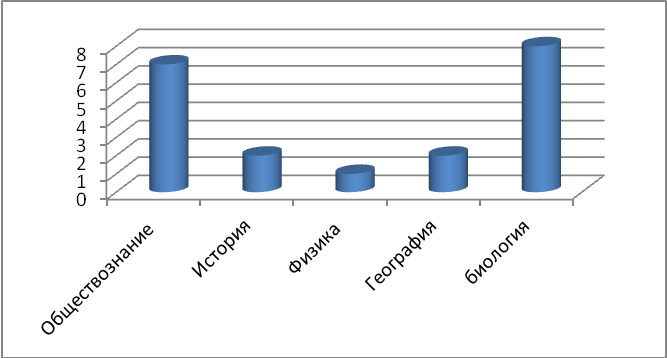 8
7
6
5
4
3
2
1
0
Обществознание
История
Физика
География
биология